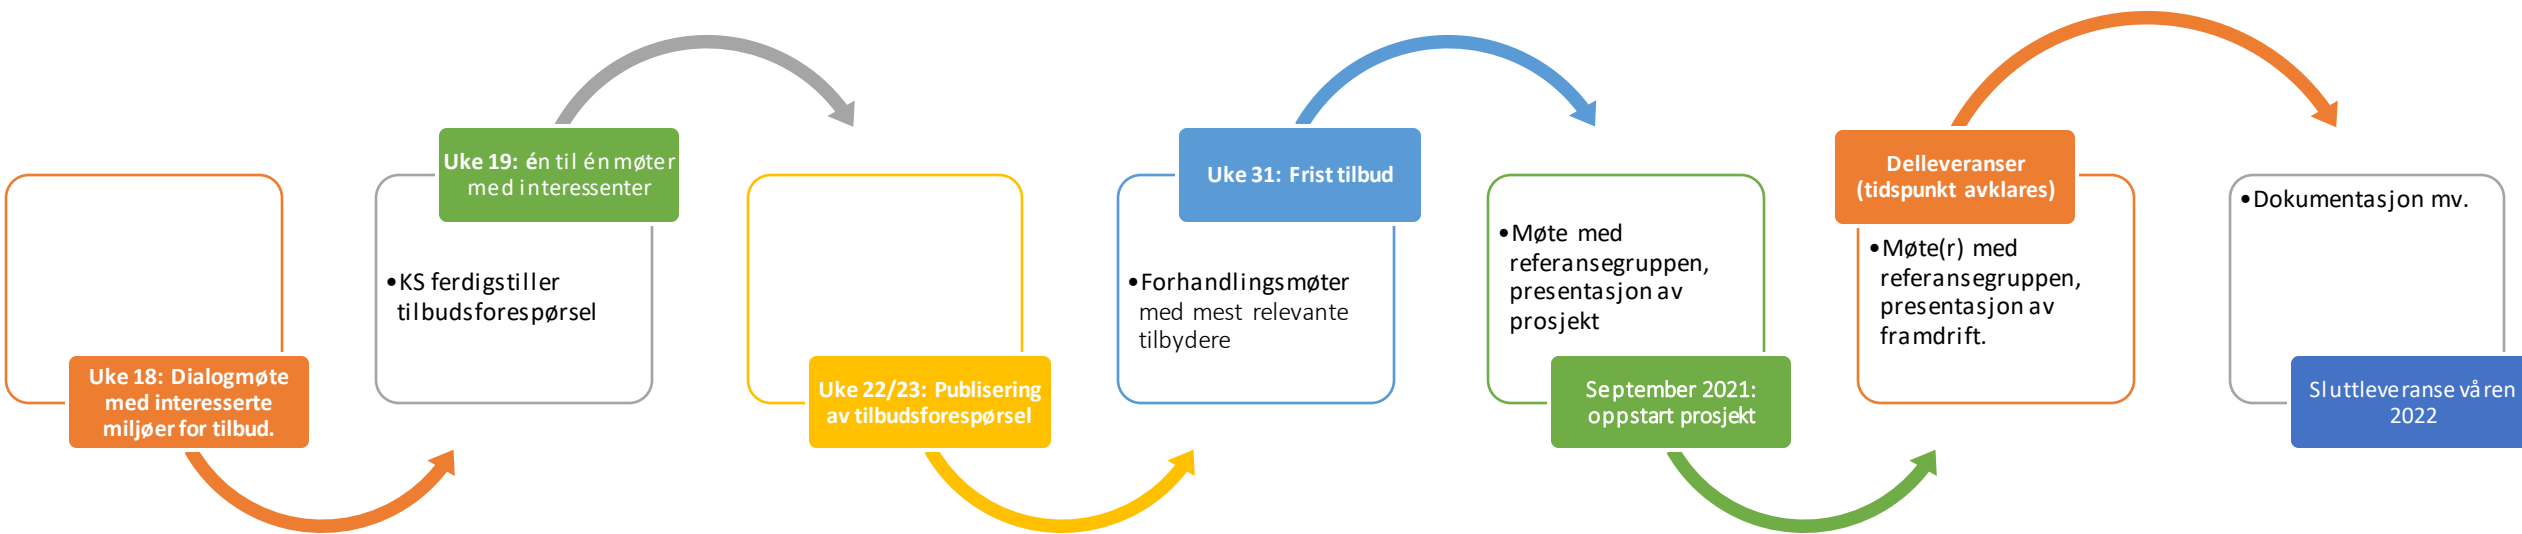 Uke 18: Dialogmøte
med interesserte
miljøer for tilbud.
Uke 19: én til én møter
med interessenter
•KS ferdigstiller
tilbudsforespørsel
Uke 22/23: Publisering
av tilbudsforespørsel
Uke 31: Frist tilbud
•Forhandlingsmøter
med mest relevante
tilbydere
•Møte med
referansegruppen,
presentasjon av
prosjekt
September 2021:
oppstart prosjekt
Delleveranser
(tidspunkt avklares)
•Møte(r) med
referansegruppen,
presentasjon av
framdrift.
•Dokumentasjon mv.
Sluttleveranse våren
2022